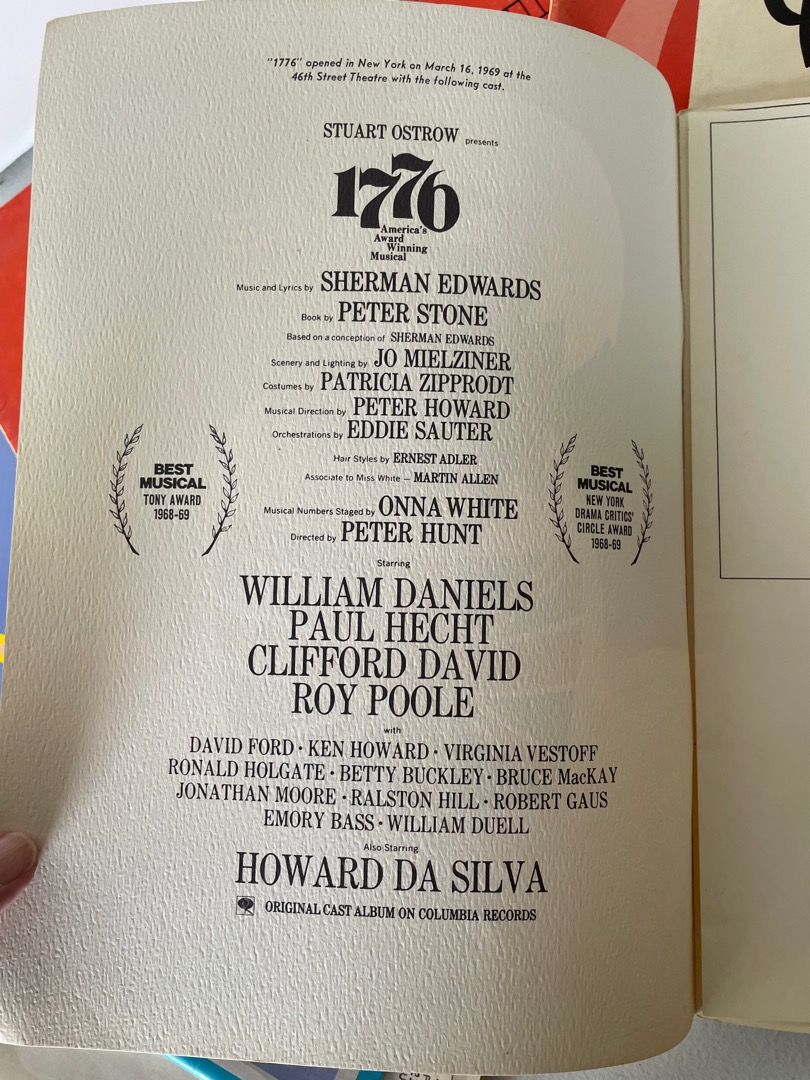 "1776" opened in New York on March 16, 1969 at the
46th Street Theatre with the following cast.
STUART OSTROW presents
1776
America's
Award
Winning
Musical
Music and Lyrics by SHERMAN EDWARDS
Book by PETER STONE
Based on a conception of SHERMAN EDWARDS
Scenery and Lighting by JO MIELZINER
Costumes by PATRICIA ZIPPRODT
Musical Direction by PETER HOWARD
Orchestrations by EDDIE SAUTER
Hair Styles by ERNEST ADLER
Associate to Miss White – MARTIN ALLEN
Musical Numbers Staged by ONNA WHITE
Directed by PETER HUNT
BEST
MUSICAL
TONY AWARD
1968-69
BEST
MUSICAL
NEW YORK
DRAMA CRITICS'
CIRCLE AWARD
1968-69
Starring
WILLIAM DANIELS
PAUL HECHT
CLIFFORD DAVID
ROY POOLE
with
DAVID FORD • KEN HOWARD • VIRGINIA VESTOFF
RONALD HOLGATE • BETTY BUCKLEY • BRUCE MacKAY
JONATHAN MOORE • RALSTON HILL • ROBERT GAUS
EMORY BASS • WILLIAM DUELL
Also Starring
HOWARD DA SILVA
ORIGINAL CAST ALBUM ON COLUMBIA RECORDS